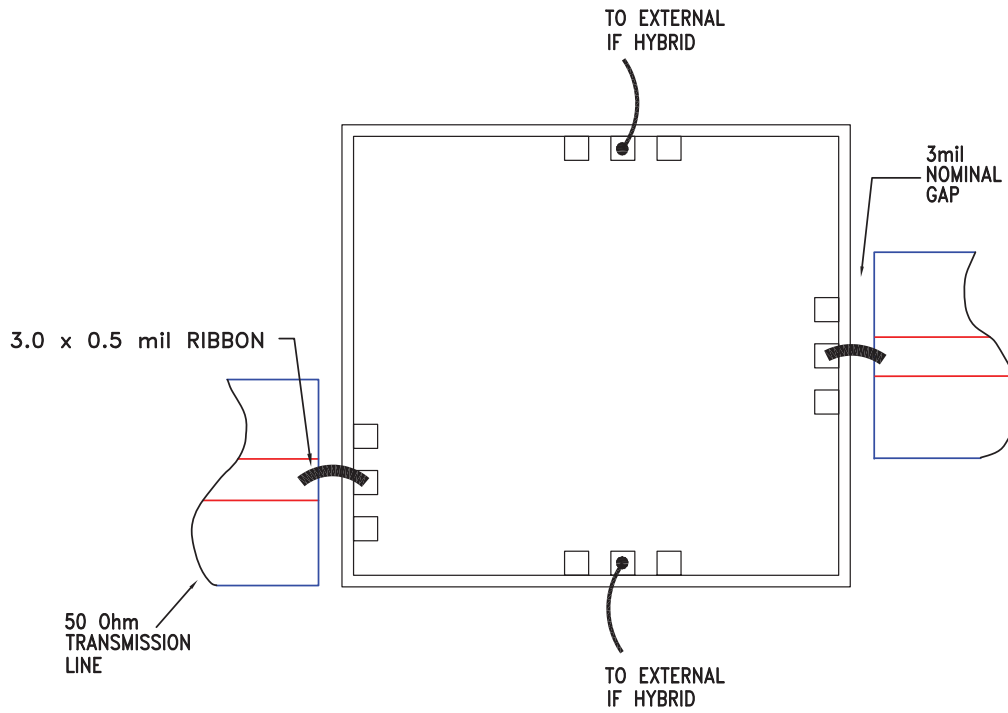 TO EXTERNAL
IF HYBRID
3mil
NOMINAL
GAP
3.0 x 0.5 mil RIBBON
50 Ohm
TRANSMISSION
LINE
TO EXTERNAL
IF HYBRID